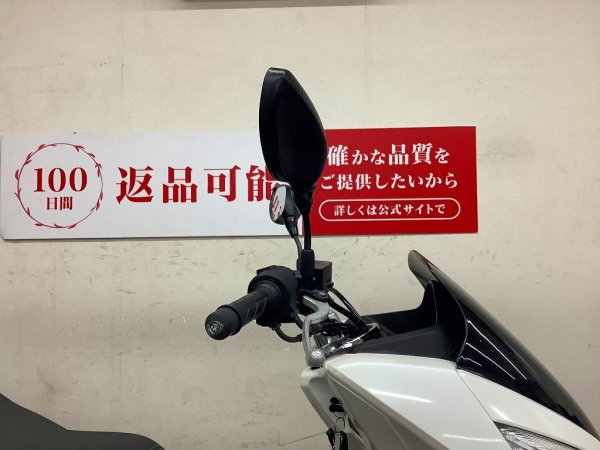 100
日間
返品可能
確かな品質を
ご提供したいから
詳しくは公式サイトで